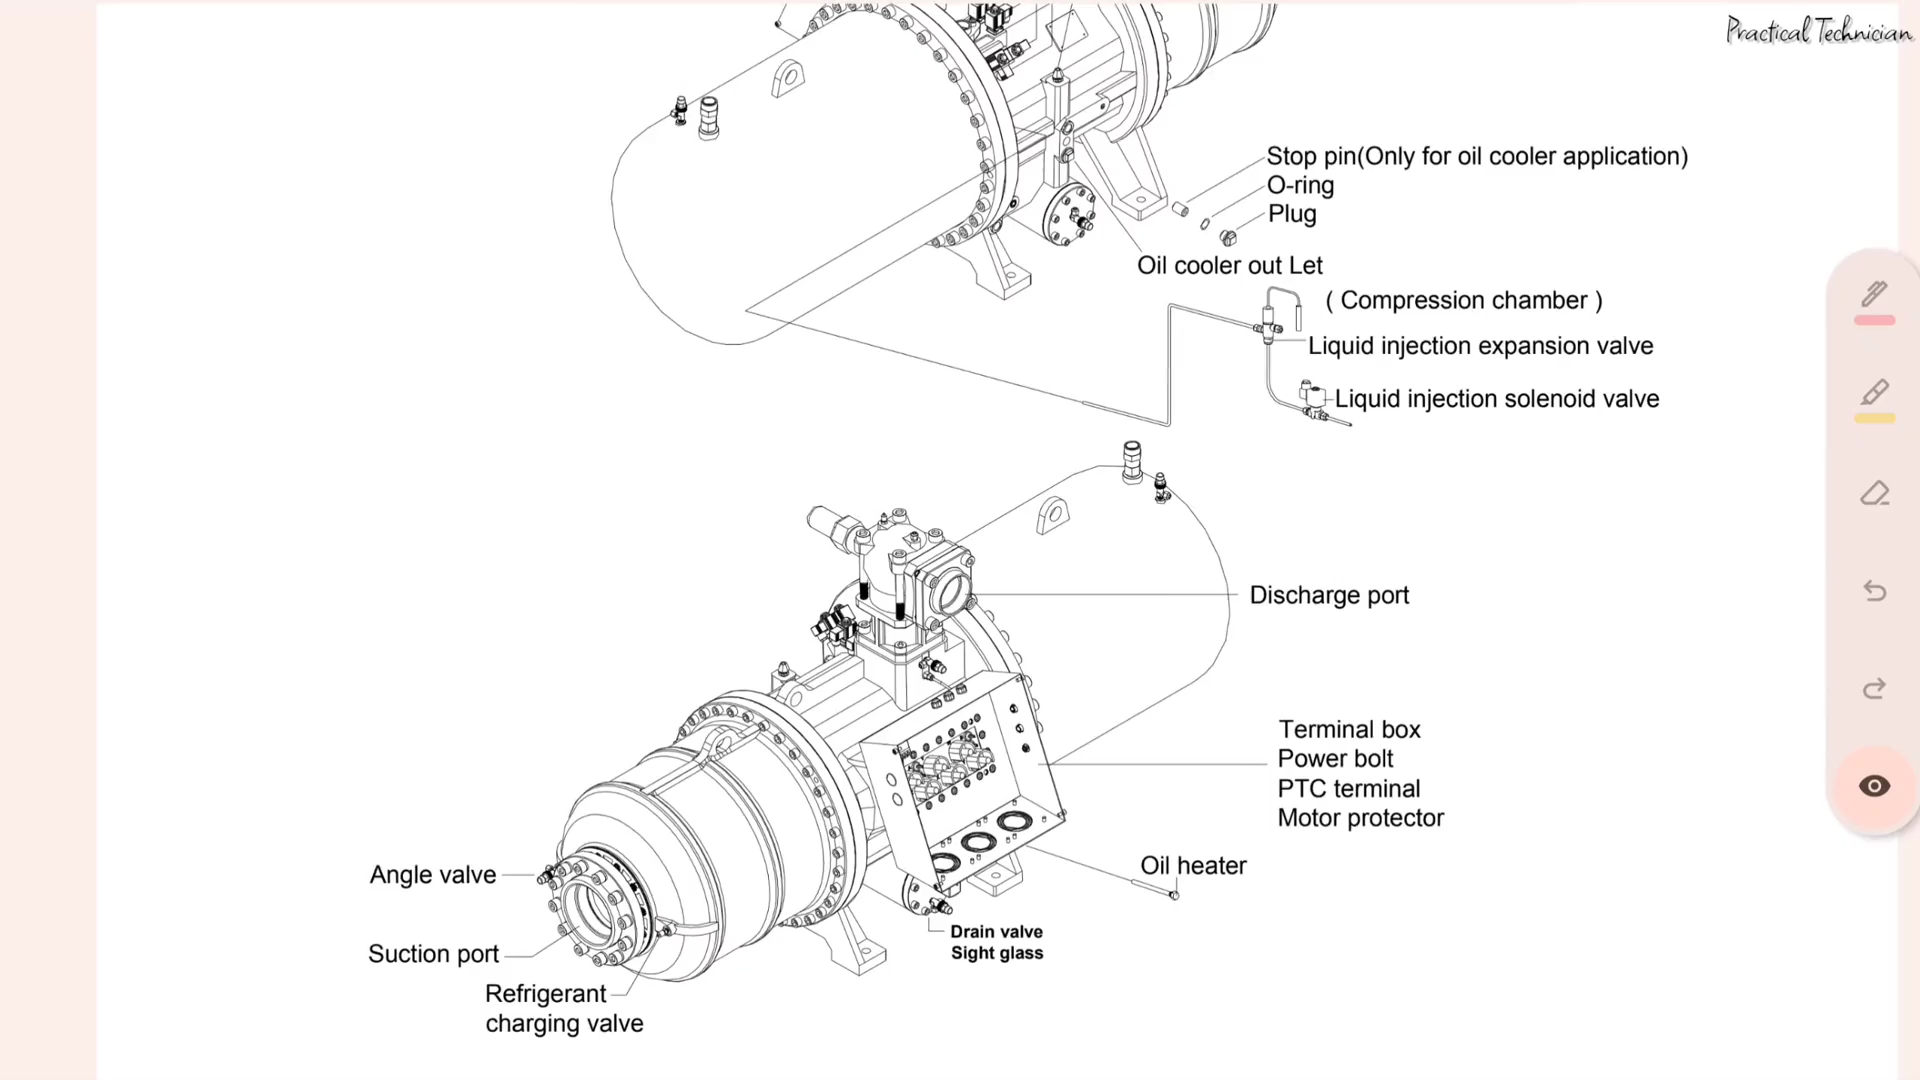 Practical Technician
Stop pin(Only for oil cooler application)
O-ring
Plug
Oil cooler out Let
( Compression chamber )
Liquid injection expansion valve
Liquid injection solenoid valve
Discharge port
Terminal box
Power bolt
PTC terminal
Motor protector
Oil heater
Angle valve
Drain valve
Sight glass
Suction port
Refrigerant
charging valve